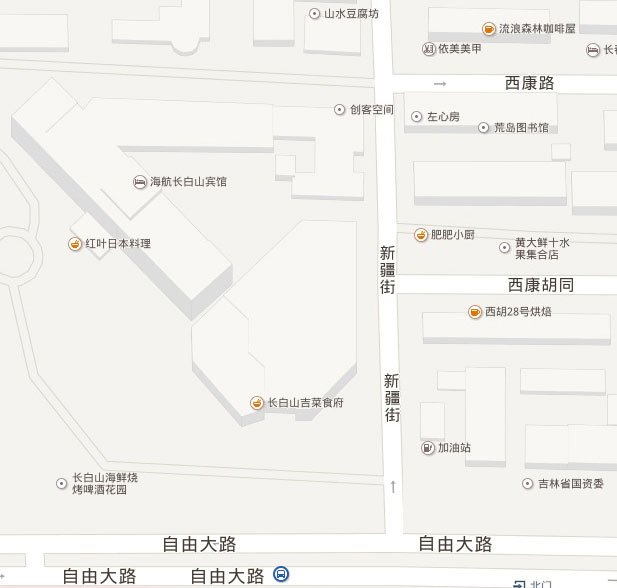 山水豆腐坊
流浪森林咖啡屋
依美美甲
西康路
创客空间
左心房
荒岛图书馆
海航长白山宾馆
红叶日本料理
肥肥小厨
黄大鲜十水
果集合店
新疆街
西康胡同
西胡28号烘焙
新疆街
长白山吉菜食府
加油站
长白山海鲜烧
烤啤酒花园
吉林省国资委
自由大路
自由大路
自由大路
自由大路
北门